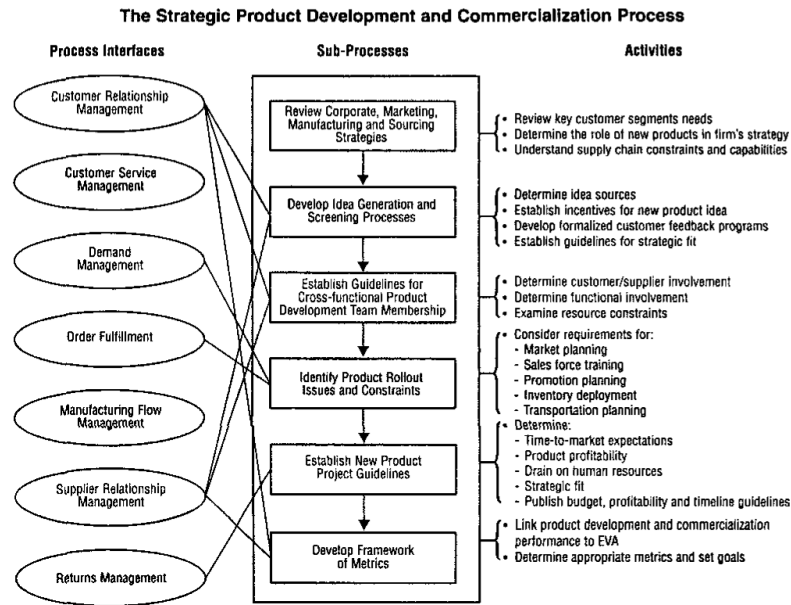 The Strategic Product Development and Commercialization Process
Process Interfaces
Sub-Processes
Activities
Customer Relationship
Management
Customer Service
Management
Demand
Management
Order Fulfillment
Manufacturing Flow
Management
Supplier Relationship
Management
Returns Management
Review Corporate, Marketing,
Manufacturing and Sourcing
Strategies
Develop Idea Generation and
Screening Processes
Establish Guidelines for
Cross-functional Product
Development Team Membership
Identify Product Rollout
Issues and Constraints
Establish New Product
Project Guidelines
Develop Framework
of Metrics
• Review key customer segments needs
• Determine the role of new products in firm's strategy
• Understand supply chain constraints and capabilities
• Determine idea sources
• Establish incentives for new product idea
• Develop formalized customer feedback programs
• Establish guidelines for strategic fit
• Determine customer/supplier involvement
• Determine functional involvement
• Examine resource constraints
• Consider requirements for:
- Market planning
- Sales force training
- Promotion planning
- Inventory deployment
- Transportation planning
• Determine:
- Time-to-market expectations
- Product profitability
- Drain on human resources
- Strategic fit
- Publish budget, profitability and timeline guidelines
• Link product development and commercialization
performance to EVA
• Determine appropriate metrics and set goals